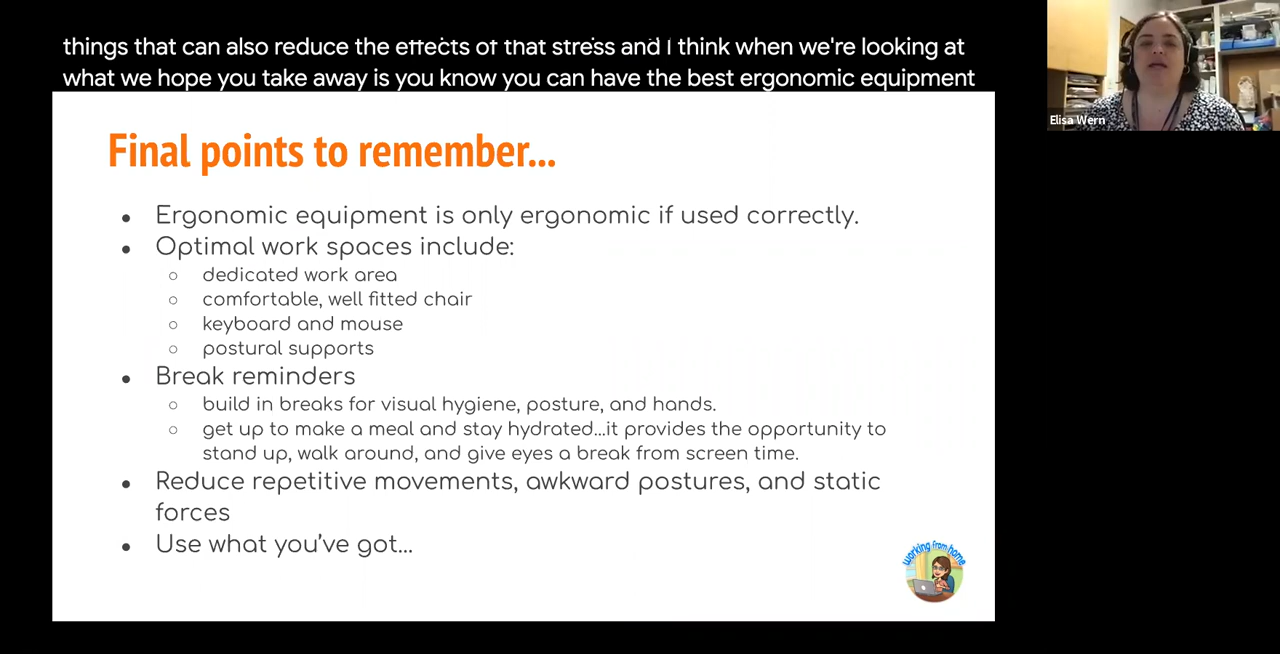 things that can also reduce the effects of that stress and I think when we're looking at
what we hope you take away is you know you can have the best ergonomic equipment
Elisa Wern
Final points to remember...
● Ergonomic equipment is only ergonomic if used correctly.
● Optimal work spaces include:
○ dedicated work area
○ comfortable, well fitted chair
○ keyboard and mouse
○ postural supports
● Break reminders
○ build in breaks for visual hygiene, posture, and hands.
○ get up to make a meal and stay hydrated...it provides the opportunity to
stand up, walk around, and give eyes a break from screen time.
● Reduce repetitive movements, awkward postures, and static
forces
● Use what you've got...
working from home